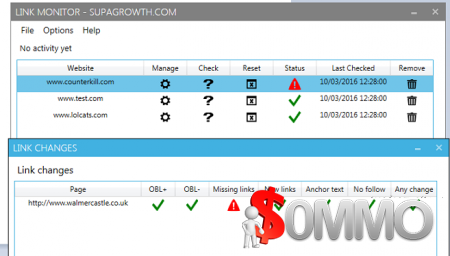 LINK MONITOR - SUPAGROWTH.COM
File Options Help
No activity yet
Website Manage Check Reset Status Last Checked Remove
www.counterkill.com 10/03/2016 12:28:00
www.test.com 10/03/2016 12:28:00
www.lolcats.com 10/03/2016 12:28:00
LINK CHANGES
Link changes
Page OBL+ OBL- Missing links New links Anchor text No follow Any change
http://www.walmercastle.co.uk
$OMMO